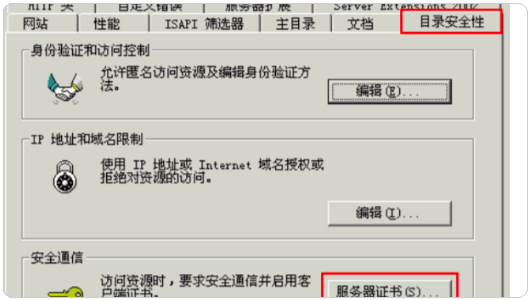 HTTP 头 自定义错误 服务器扩展 Server Extensions 2002
网站 性能 ISAPI 筛选器 主目录 文档 目录安全性
身份验证和访问控制
允许匿名访问资源及编辑身份验证方
法。
编辑(E)...
IP 地址和域名限制
使用 IP 地址或 Internet 域名授权或
拒绝对资源的访问。
编辑(I)...
安全通信
访问资源时，要求安全通信并启用客
户端证书。
服务器证书(S)...